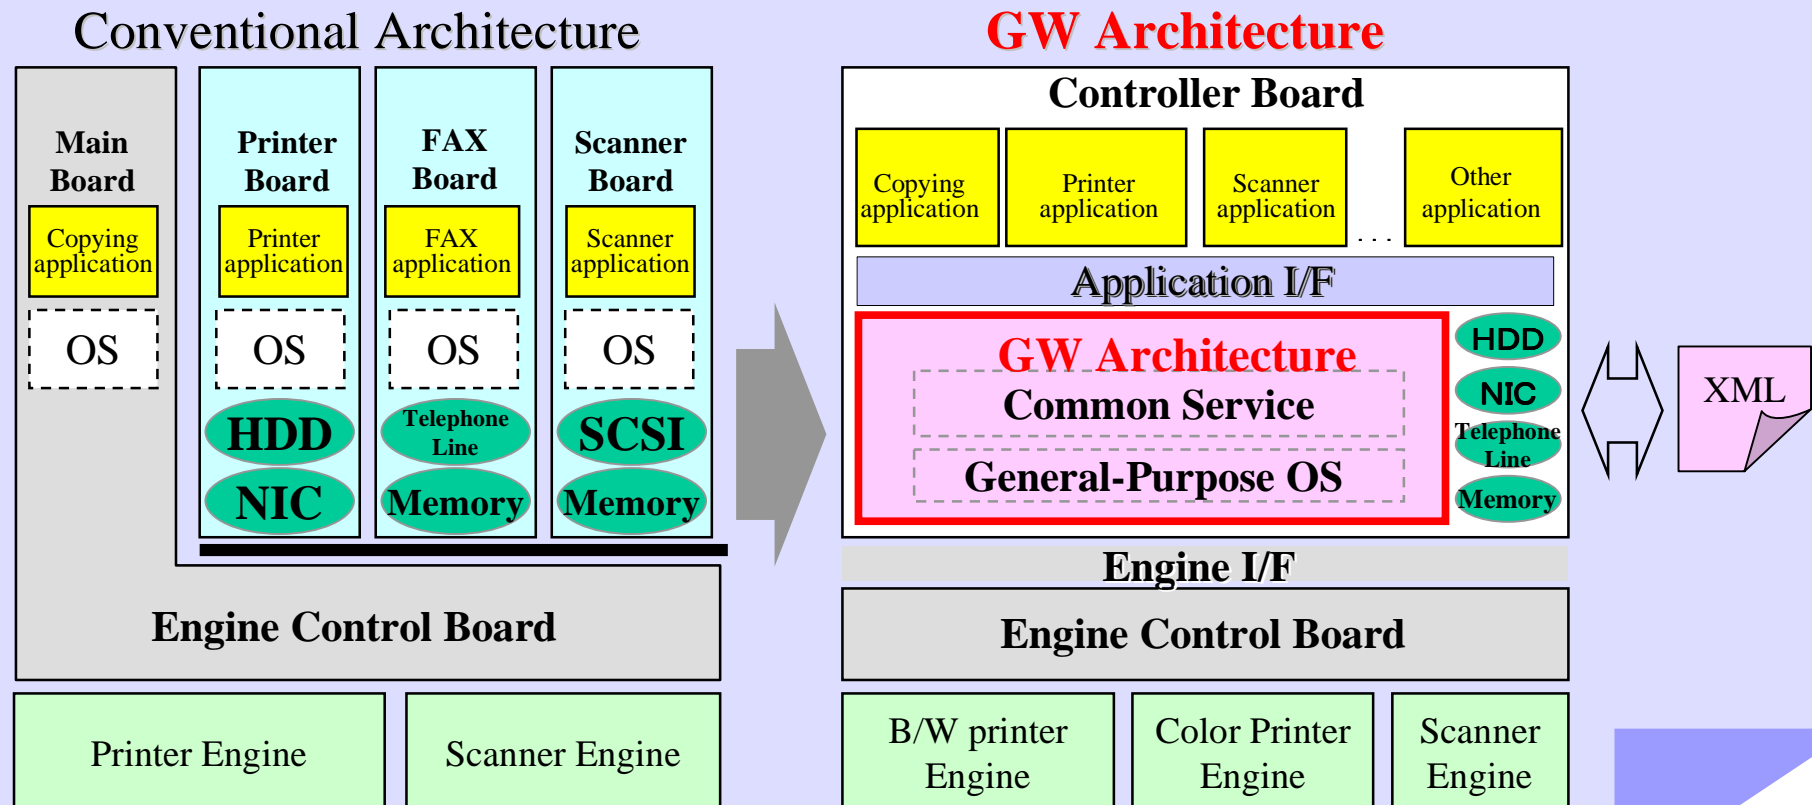 Conventional Architecture
GW Architecture
Main
Board
Copying
application
OS
Printer
Board
Printer
application
OS
HDD
NIC
FAX
Board
FAX
application
OS
Telephone
Line
Memory
Scanner
Board
Scanner
application
OS
SCSI
Memory
Engine Control Board
Printer Engine
Scanner Engine
Controller Board
Copying
application
Printer
application
Scanner
application
...
Other
application
Application I/F
GW Architecture
Common Service
General-Purpose OS
HDD
NIC
Telephone
Line
Memory
XML
Engine I/F
Engine Control Board
B/W printer
Engine
Color Printer
Engine
Scanner
Engine